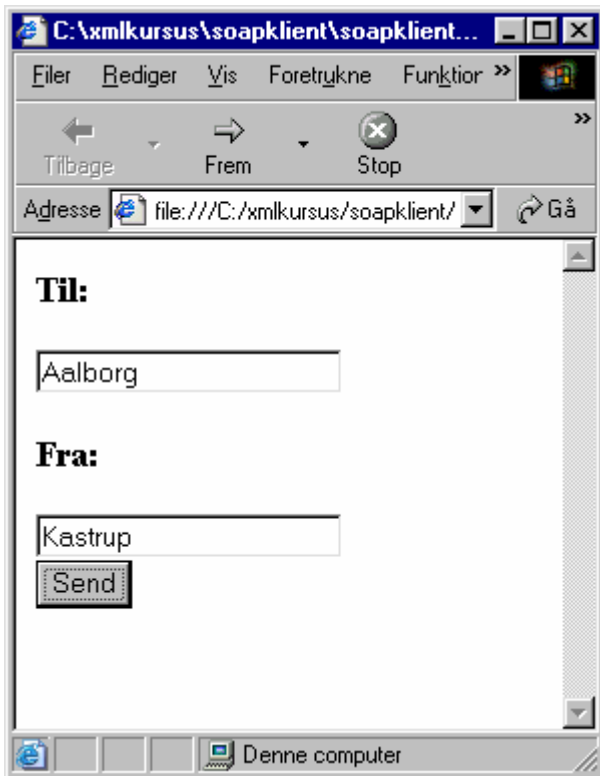 C:\xmlkursus\soapklient\soapklient...
Filer Rediger Vis Foretrukne Funktior »
Tilbage Frem Stop »
Adresse file:///C:/xmlkursus/soapklient/ Gå
Til:
Aalborg
Fra:
Kastrup
Send
Denne computer